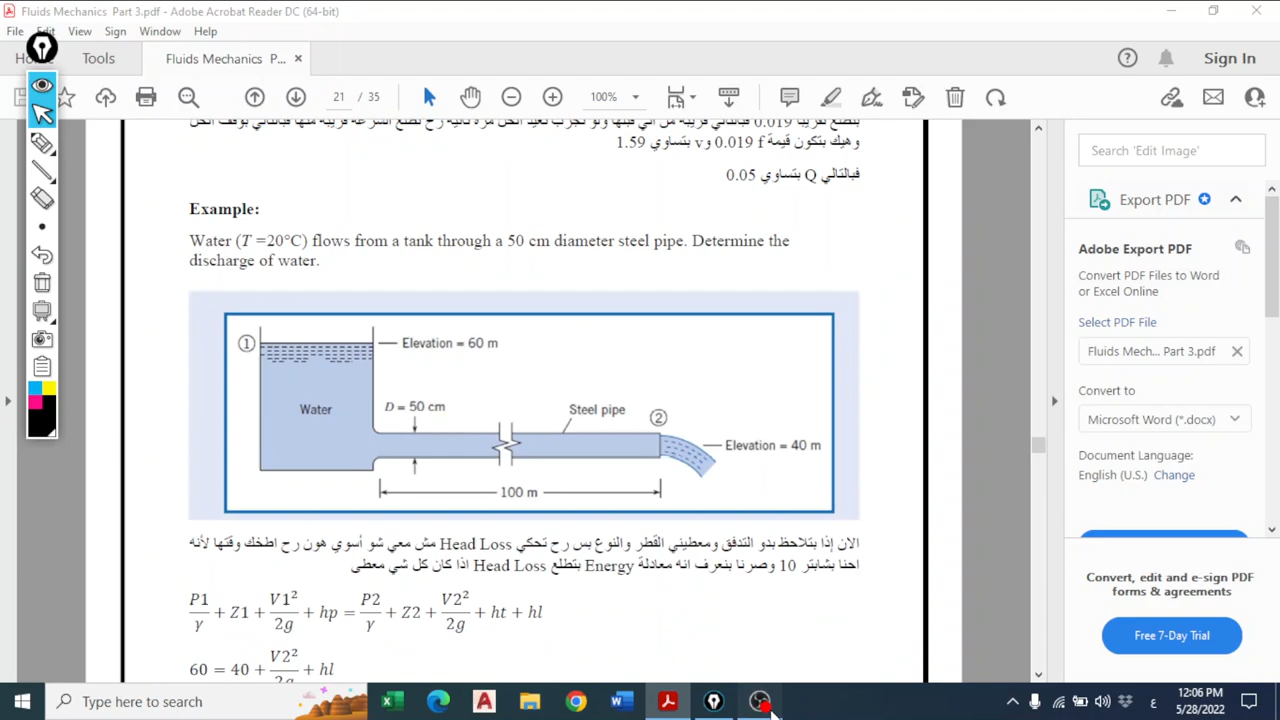 Fluids Mechanics Part 3.pdf - Adobe Acrobat Reader DC (64-bit)
File Edit View Sign Window Help
Tools Fluids Mechanics P... × Sign In
21 / 35 100%
بتطلع تقريبا 0.019
وهيك بتكون قيمة f 0.019 و v بتساوي 1.59
فبالتالي Q بتساوي 0.05
Example:
Water (T =20°C) flows from a tank through a 50 cm diameter steel pipe. Determine the
discharge of water.
① Elevation = 60 m
Water
D = 50 cm
Steel pipe
②
Elevation = 40 m
100 m
الان إذا بتلاحظ بدو التدفق ومعطيني القُطر والنوع بس رح تحكي Head Loss مش معي شو أسوي هون رح اطخك وقتها لأنه
احنا بشابتر 10 وصرنا بنعرف انه معادلة Energy بتطلع Head Loss اذا كان كل شي معطى
P1/γ + Z1 + V1²/2g + hp = P2/γ + Z2 + V2²/2g + ht + hl
60 = 40 + V2²/2g + hl
Search 'Edit Image'
Export PDF
Adobe Export PDF
Convert PDF Files to Word
or Excel Online
Select PDF File
Fluids Mech... Part 3.pdf
Convert to
Microsoft Word (*.docx)
Document Language:
English (U.S.) Change
Convert, edit and e-sign PDF
forms & agreements
Free 7-Day Trial
Type here to search
ع
12:06 PM
5/28/2022